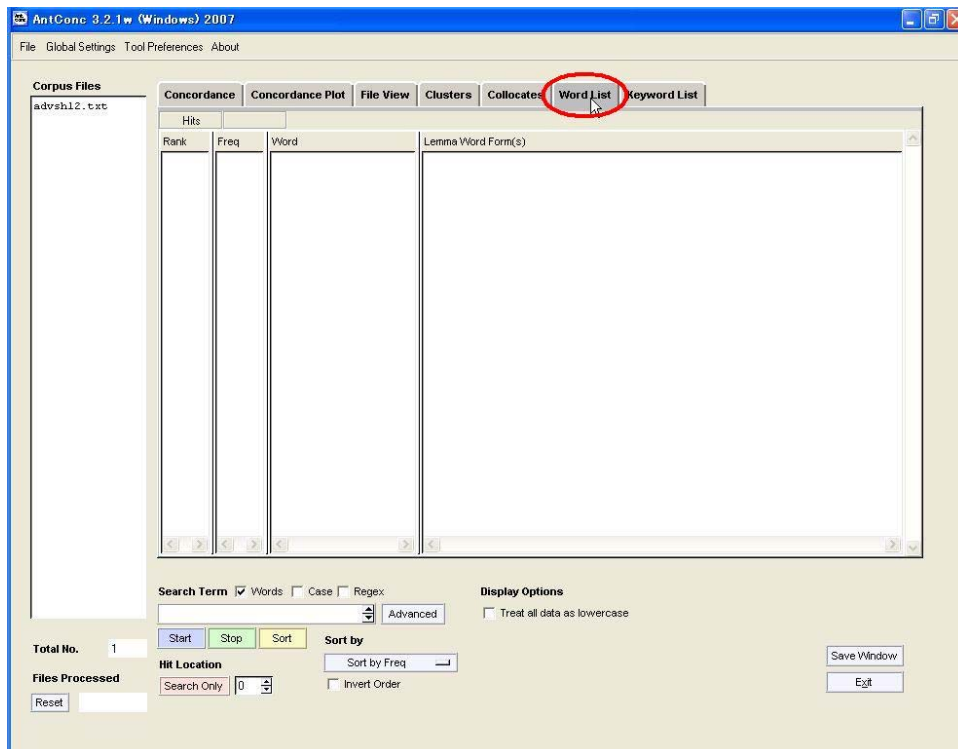 AntConc 3.2.1w (Windows) 2007
File Global Settings Tool Preferences About
Corpus Files
advsh12.txt
Concordance Concordance Plot File View Clusters Collocates Word List Keyword List
Hits
Rank Freq Word Lemma Word Form(s)
Search Term Words Case Regex
Advanced
Display Options
Treat all data as lowercase
Start Stop Sort
Sort by
Sort by Freq
Invert Order
Hit Location
Search Only 0
Total No. 1
Files Processed
Reset
Save Window
Exit